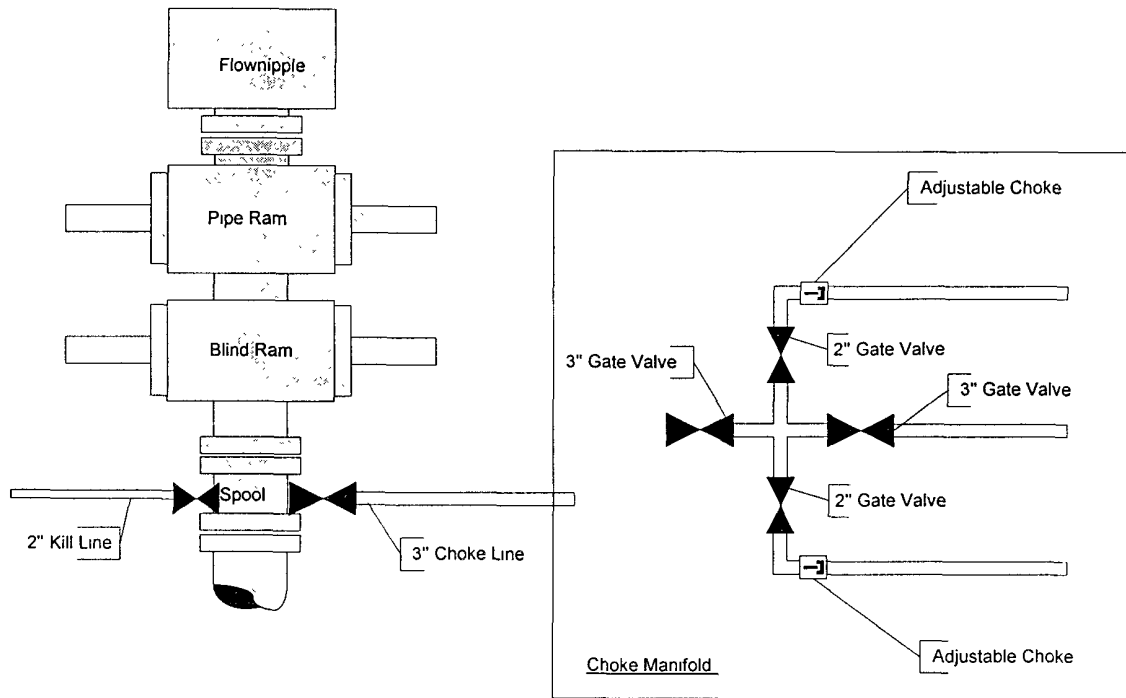 Flownipple
Pipe Ram
Blind Ram
Spool
2" Kill Line
3" Choke Line
Adjustable Choke
2" Gate Valve
3" Gate Valve
3" Gate Valve
2" Gate Valve
Adjustable Choke
Choke Manifold